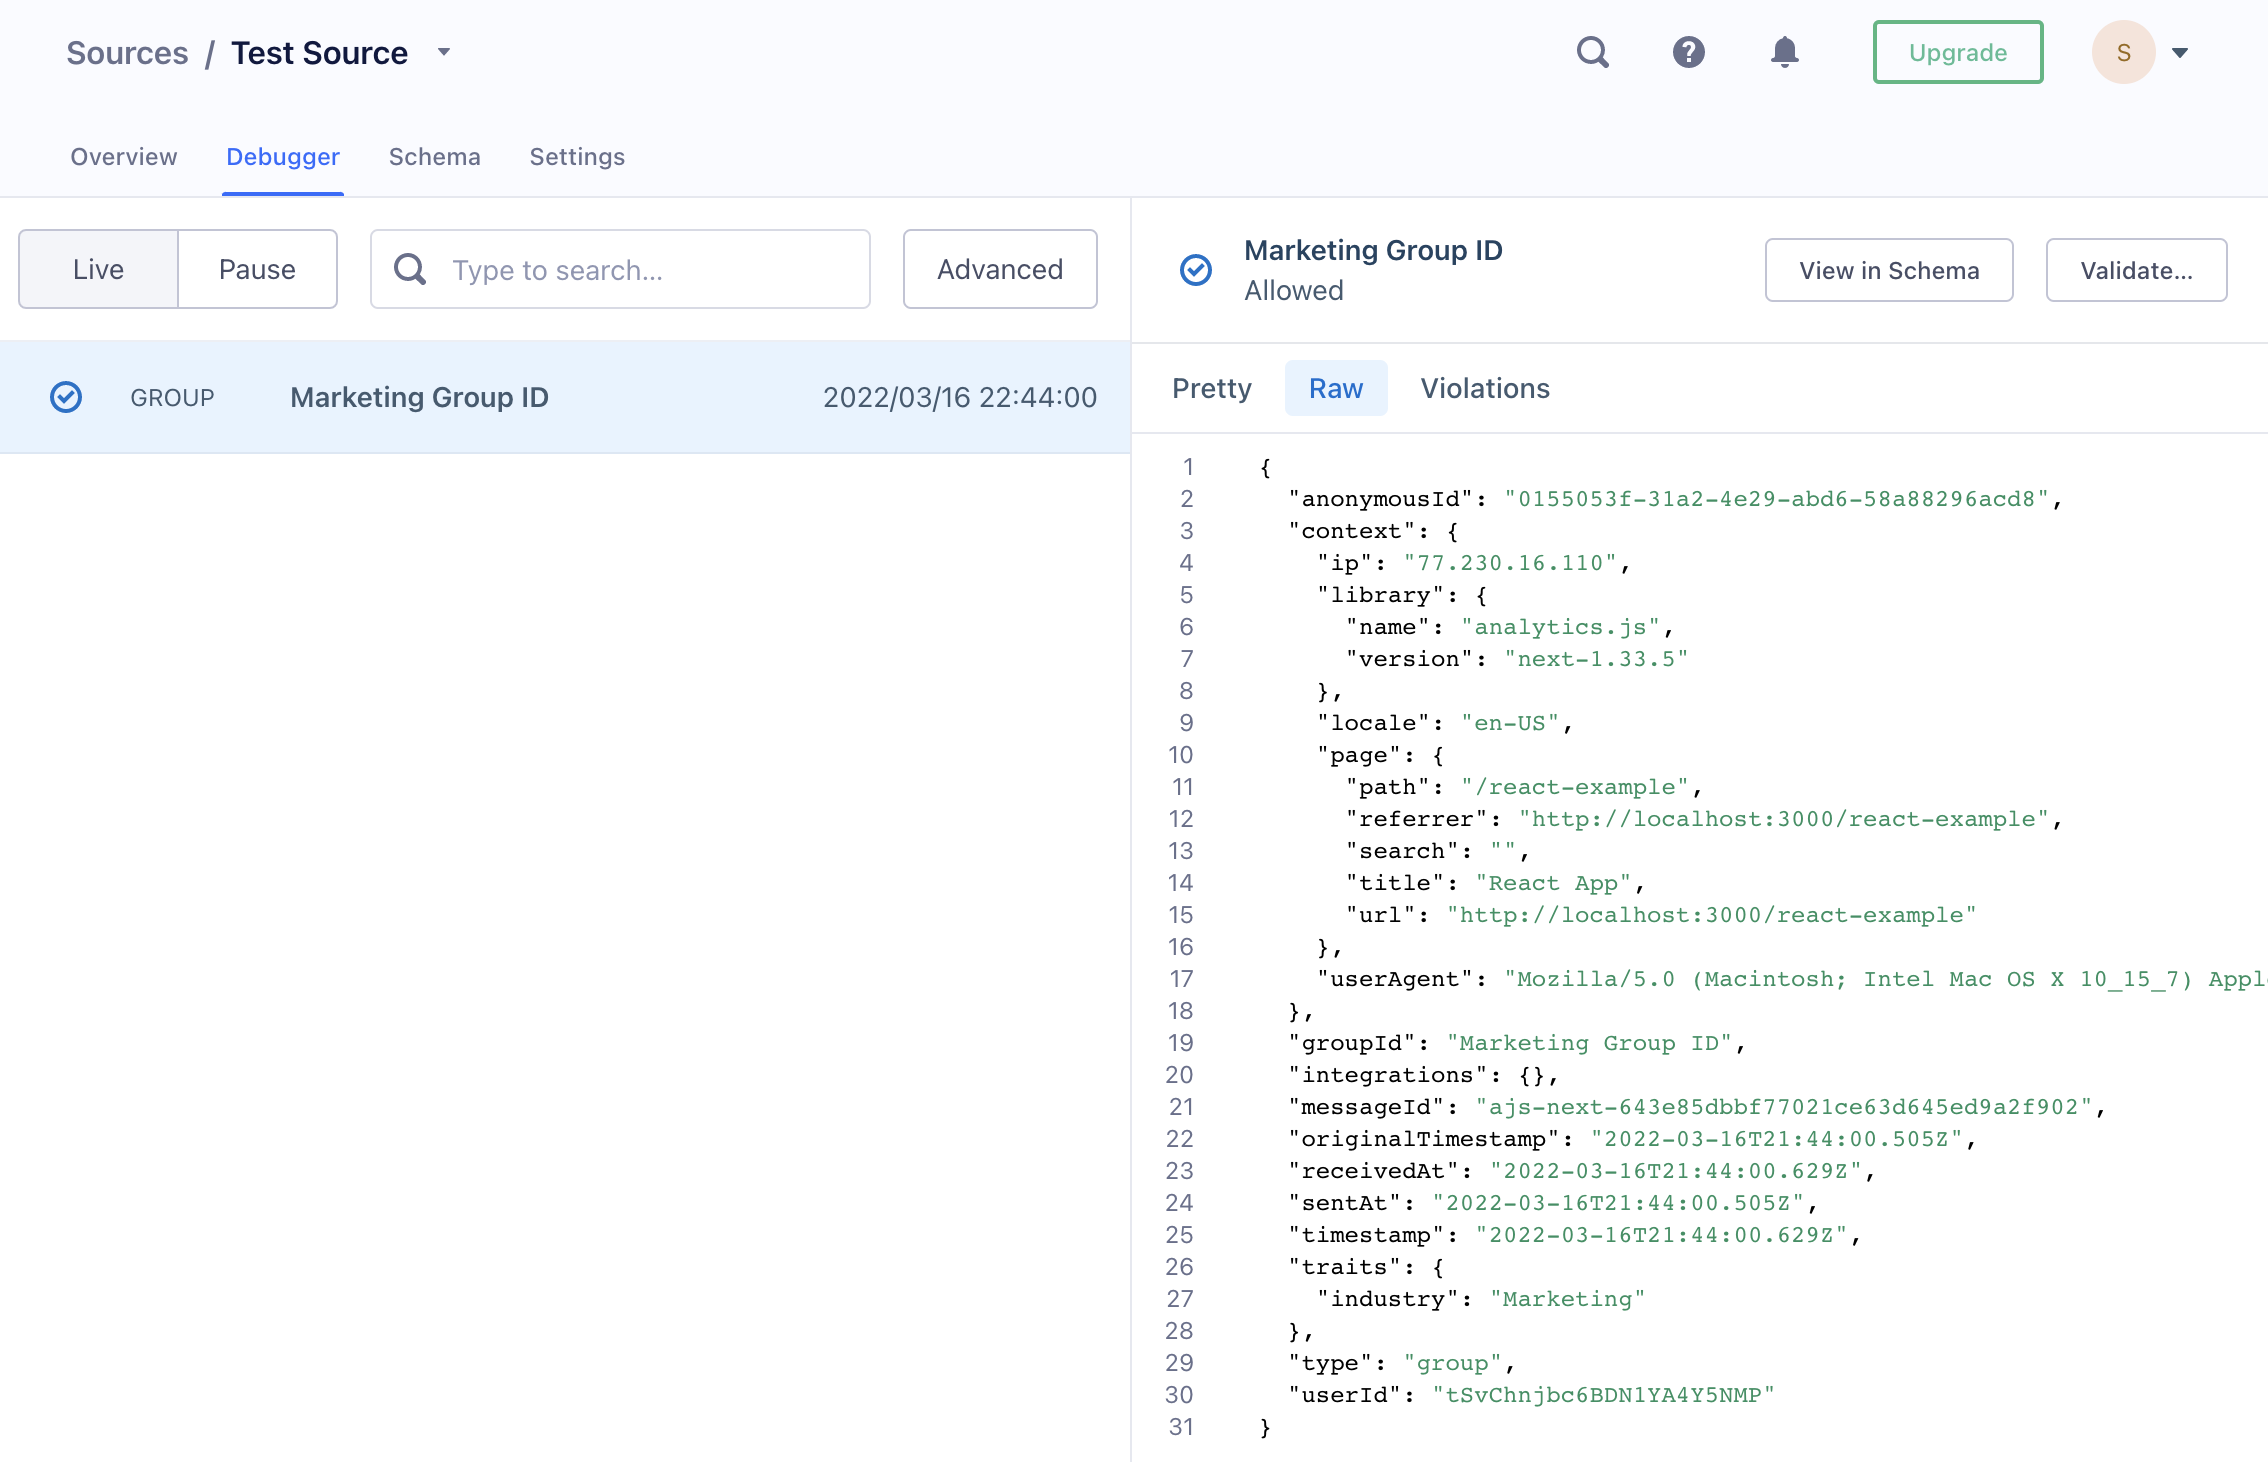 Sources / Test Source
Upgrade
S
Overview Debugger Schema Settings
Live Pause Type to search... Advanced
GROUP Marketing Group ID 2022/03/16 22:44:00
Marketing Group ID
Allowed
View in Schema Validate...
Pretty Raw Violations
1 {
2 "anonymousId": "0155053f-31a2-4e29-abd6-58a88296acd8",
3 "context": {
4 "ip": "77.230.16.110",
5 "library": {
6 "name": "analytics.js",
7 "version": "next-1.33.5"
8 },
9 "locale": "en-US",
10 "page": {
11 "path": "/react-example",
12 "referrer": "http://localhost:3000/react-example",
13 "search": "",
14 "title": "React App",
15 "url": "http://localhost:3000/react-example"
16 },
17 "userAgent": "Mozilla/5.0 (Macintosh; Intel Mac OS X 10_15_7) Appl
18 },
19 "groupId": "Marketing Group ID",
20 "integrations": {},
21 "messageId": "ajs-next-643e85dbbf77021ce63d645ed9a2f902",
22 "originalTimestamp": "2022-03-16T21:44:00.505Z",
23 "receivedAt": "2022-03-16T21:44:00.629Z",
24 "sentAt": "2022-03-16T21:44:00.505Z",
25 "timestamp": "2022-03-16T21:44:00.629Z",
26 "traits": {
27 "industry": "Marketing"
28 },
29 "type": "group",
30 "userId": "tSvChnjbc6BDN1YA4Y5NMP"
31 }